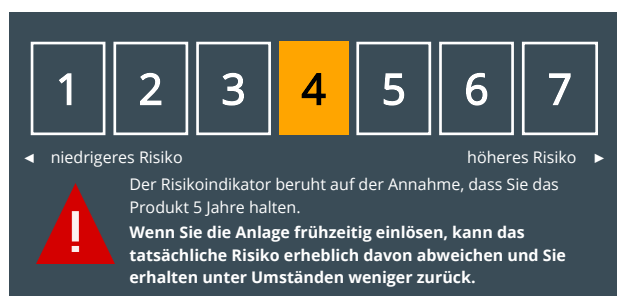 1 2 3 4 5 6 7
◄ niedrigeres Risiko höheres Risiko ►
Der Risikoindikator beruht auf der Annahme, dass Sie das
Produkt 5 Jahre halten.
Wenn Sie die Anlage frühzeitig einlösen, kann das
tatsächliche Risiko erheblich davon abweichen und Sie
erhalten unter Umständen weniger zurück.
!